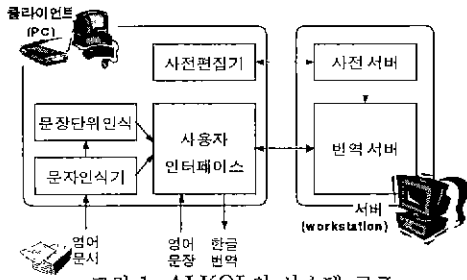 클라이언트
(PC)
사전편집기
사전 서버
문장단위인식
사용자
인터페이스
번역 서버
문자인식기
서버
(workstation)
영어
문서
영어
문장
한글
번역